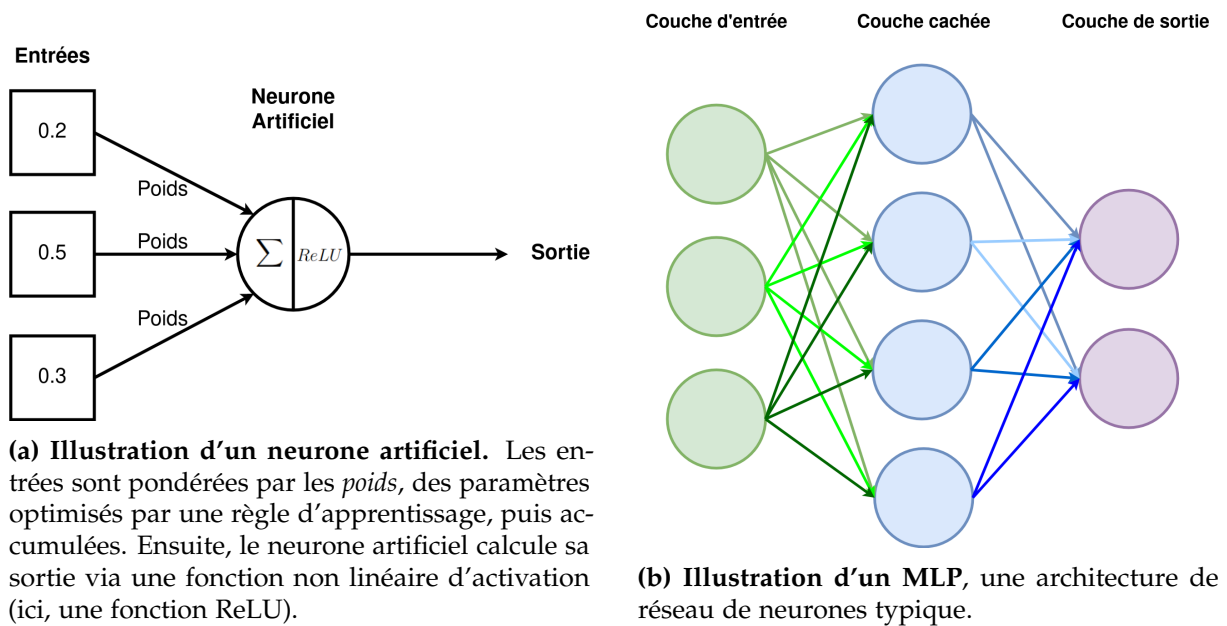 Entrées
Neurone
Artificiel
0.2
Poids
0.5
Poids
∑ ReLU
Sortie
Poids
0.3
(a) Illustration d'un neurone artificiel. Les en-
trées sont pondérées par les poids, des paramètres
optimisés par une règle d'apprentissage, puis ac-
cumulées. Ensuite, le neurone artificiel calcule sa
sortie via une fonction non linéaire d'activation
(ici, une fonction ReLU).
Couche d'entrée
Couche cachée
Couche de sortie
(b) Illustration d'un MLP, une architecture de
réseau de neurones typique.